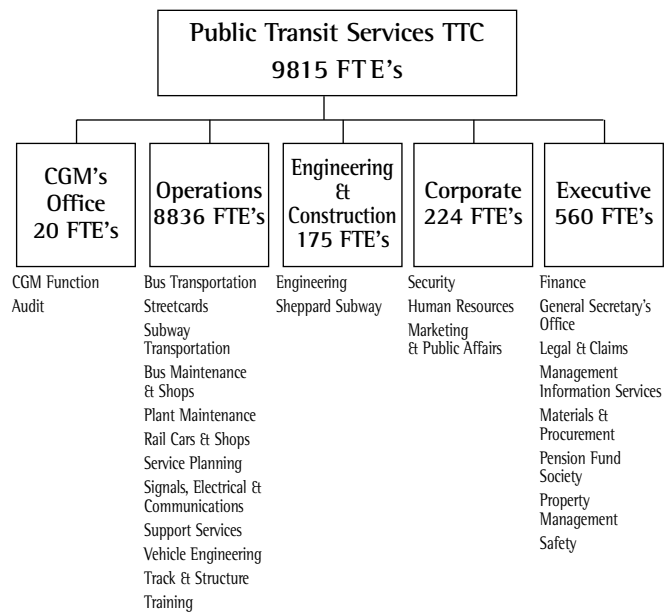 Public Transit Services TTC
9815 FTE's
CGM's
Office
20 FTE's
CGM Function
Audit
Operations
8836 FTE's
Bus Transportation
Streetcards
Subway
Transportation
Bus Maintenance
& Shops
Plant Maintenance
Rail Cars & Shops
Service Planning
Signals, Electrical &
Communications
Support Services
Vehicle Engineering
Track & Structure
Training
Engineering
&
Construction
175 FTE's
Engineering
Sheppard Subway
Corporate
224 FTE's
Security
Human Resources
Marketing
& Public Affairs
Executive
560 FTE's
Finance
General Secretary's
Office
Legal & Claims
Management
Information Services
Materials &
Procurement
Pension Fund
Society
Property
Management
Safety